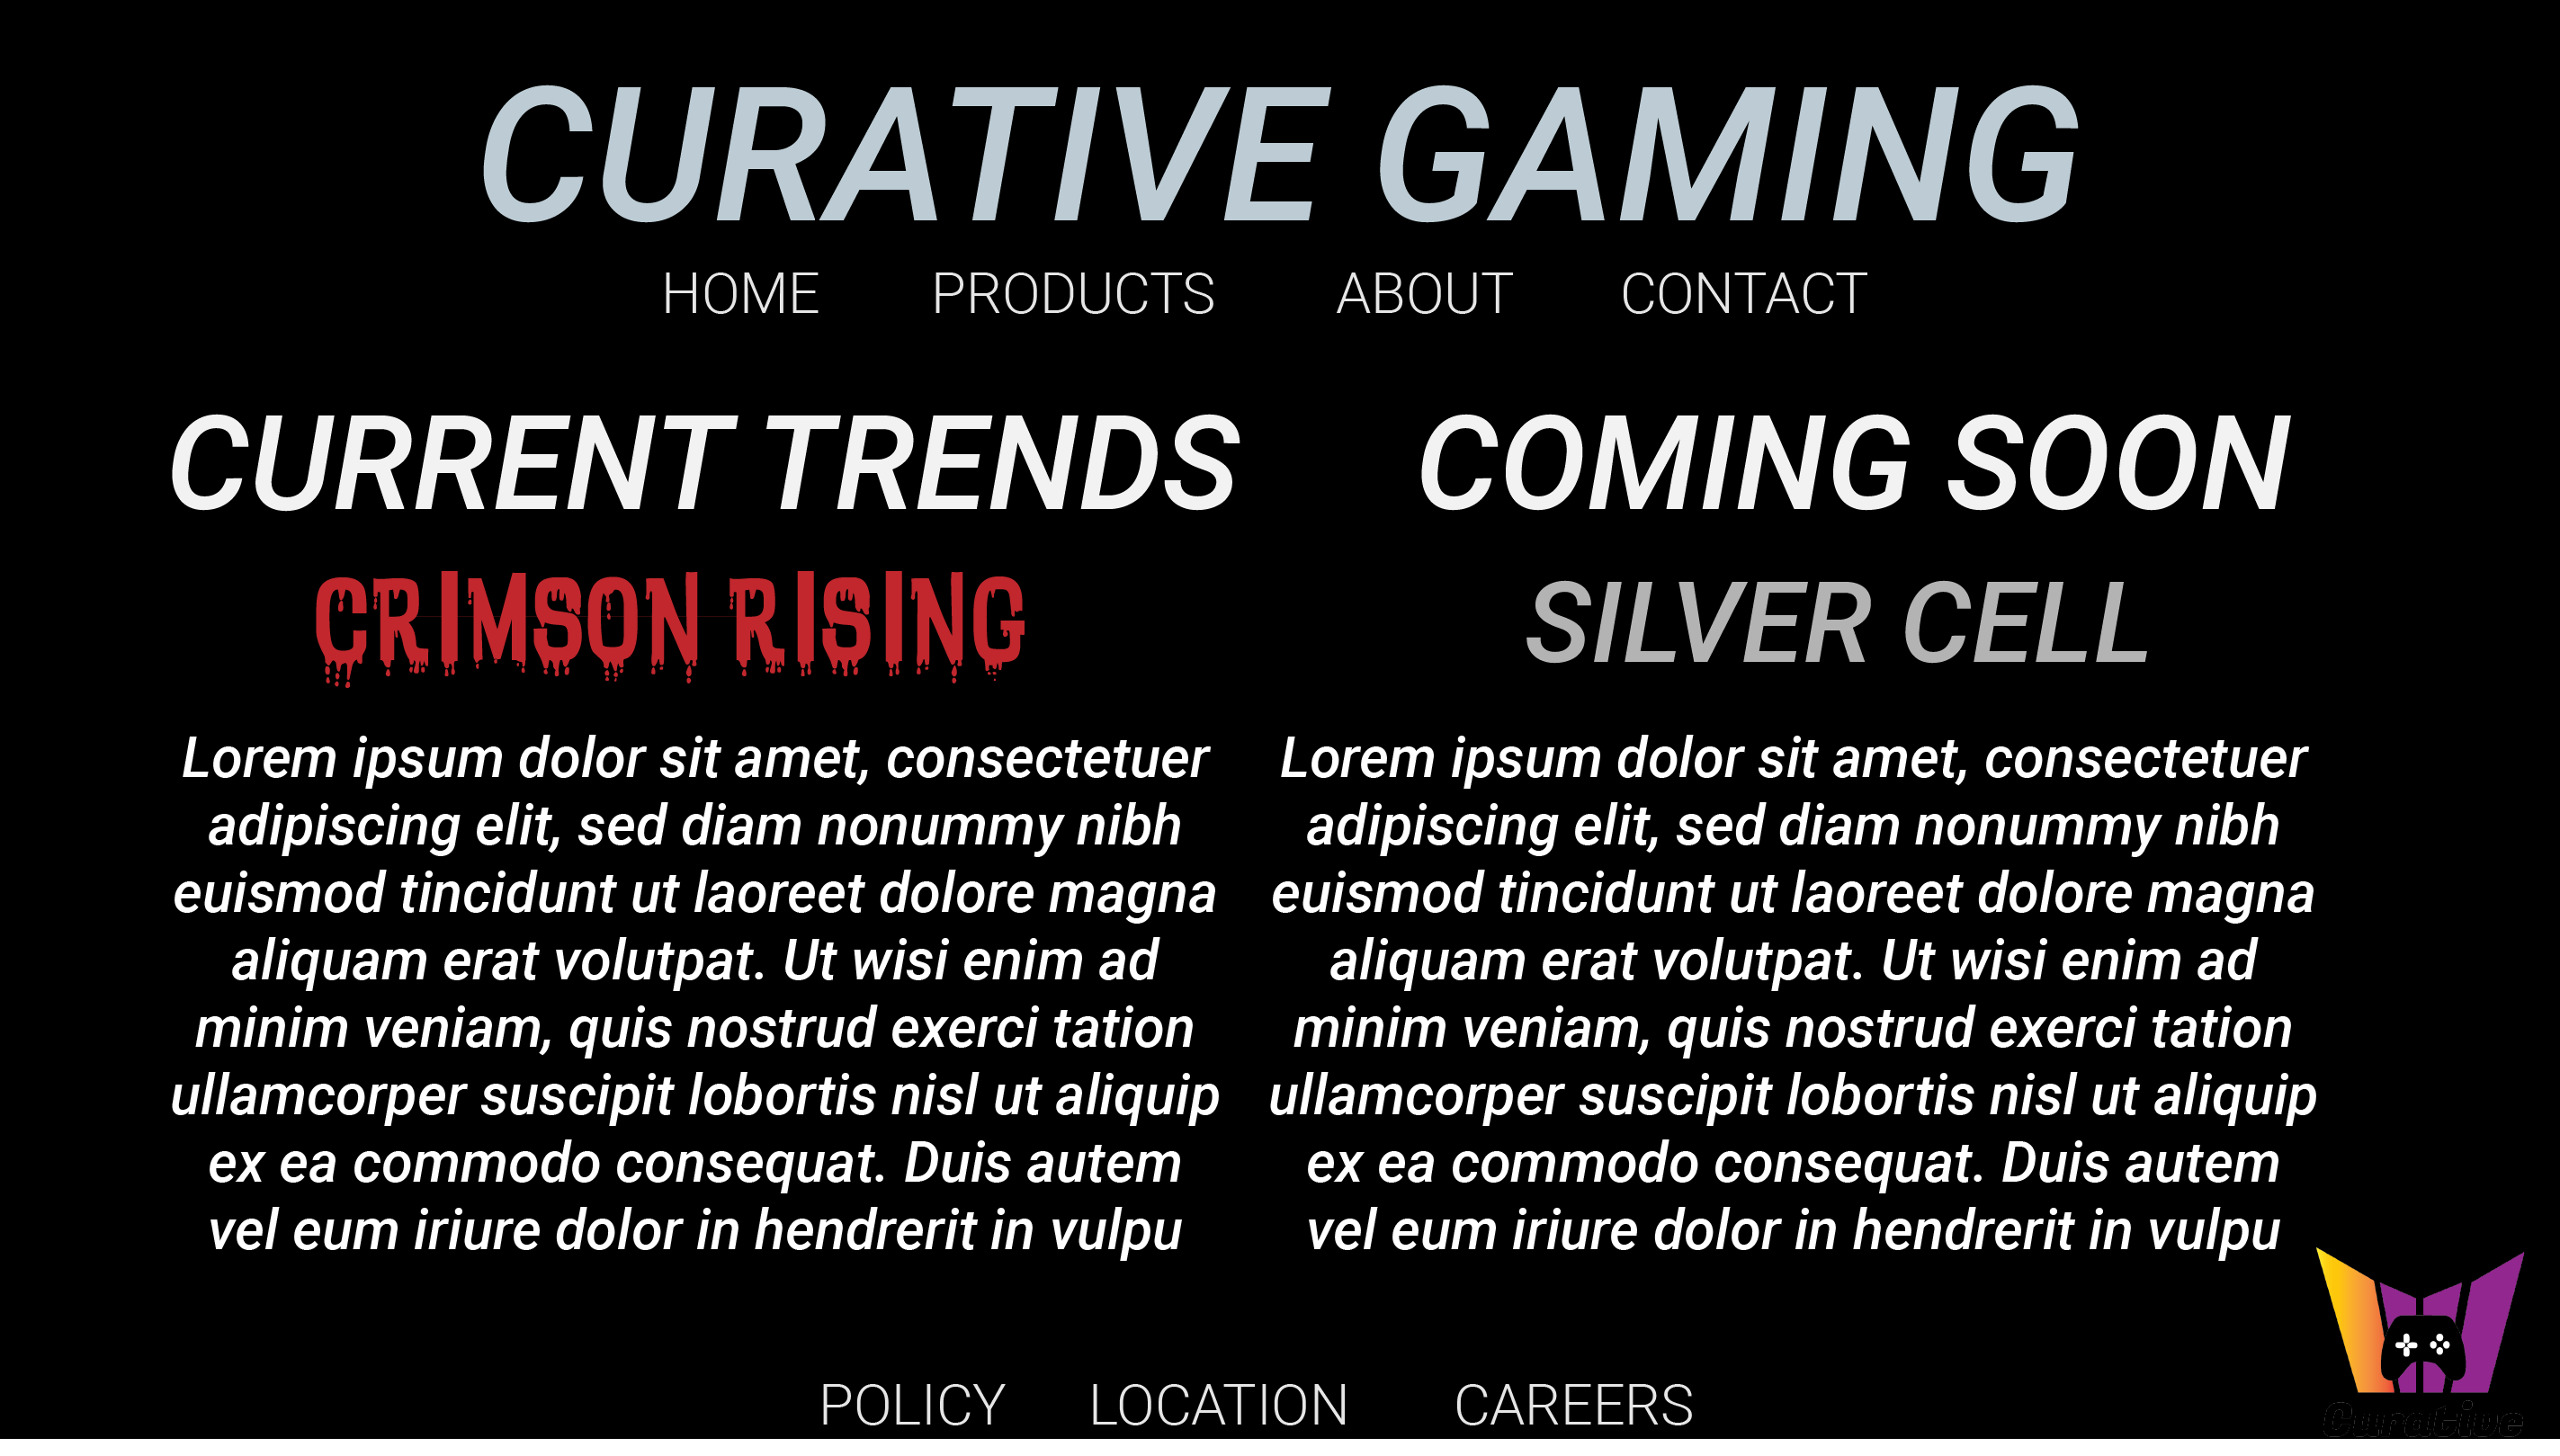 CURATIVE GAMING
HOME PRODUCTS ABOUT CONTACT
CURRENT TRENDS
CRIMSON RISING
Lorem ipsum dolor sit amet, consectetuer
adipiscing elit, sed diam nonummy nibh
euismod tincidunt ut laoreet dolore magna
aliquam erat volutpat. Ut wisi enim ad
minim veniam, quis nostrud exerci tation
ullamcorper suscipit lobortis nisl ut aliquip
ex ea commodo consequat. Duis autem
vel eum iriure dolor in hendrerit in vulpu
COMING SOON
SILVER CELL
Lorem ipsum dolor sit amet, consectetuer
adipiscing elit, sed diam nonummy nibh
euismod tincidunt ut laoreet dolore magna
aliquam erat volutpat. Ut wisi enim ad
minim veniam, quis nostrud exerci tation
ullamcorper suscipit lobortis nisl ut aliquip
ex ea commodo consequat. Duis autem
vel eum iriure dolor in hendrerit in vulpu
POLICY LOCATION CAREERS
Curative